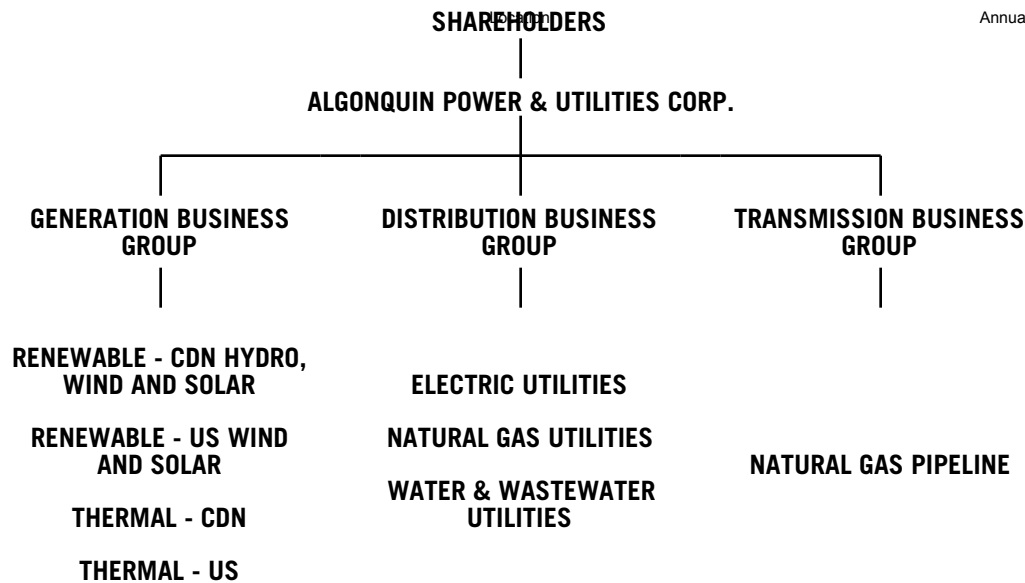 SHAREHOLDERS
Location
Annua
ALGONQUIN POWER & UTILITIES CORP.
GENERATION BUSINESS
GROUP
DISTRIBUTION BUSINESS
GROUP
TRANSMISSION BUSINESS
GROUP
RENEWABLE - CDN HYDRO,
WIND AND SOLAR
RENEWABLE - US WIND
AND SOLAR
THERMAL - CDN
THERMAL - US
ELECTRIC UTILITIES
NATURAL GAS UTILITIES
WATER & WASTEWATER
UTILITIES
NATURAL GAS PIPELINE